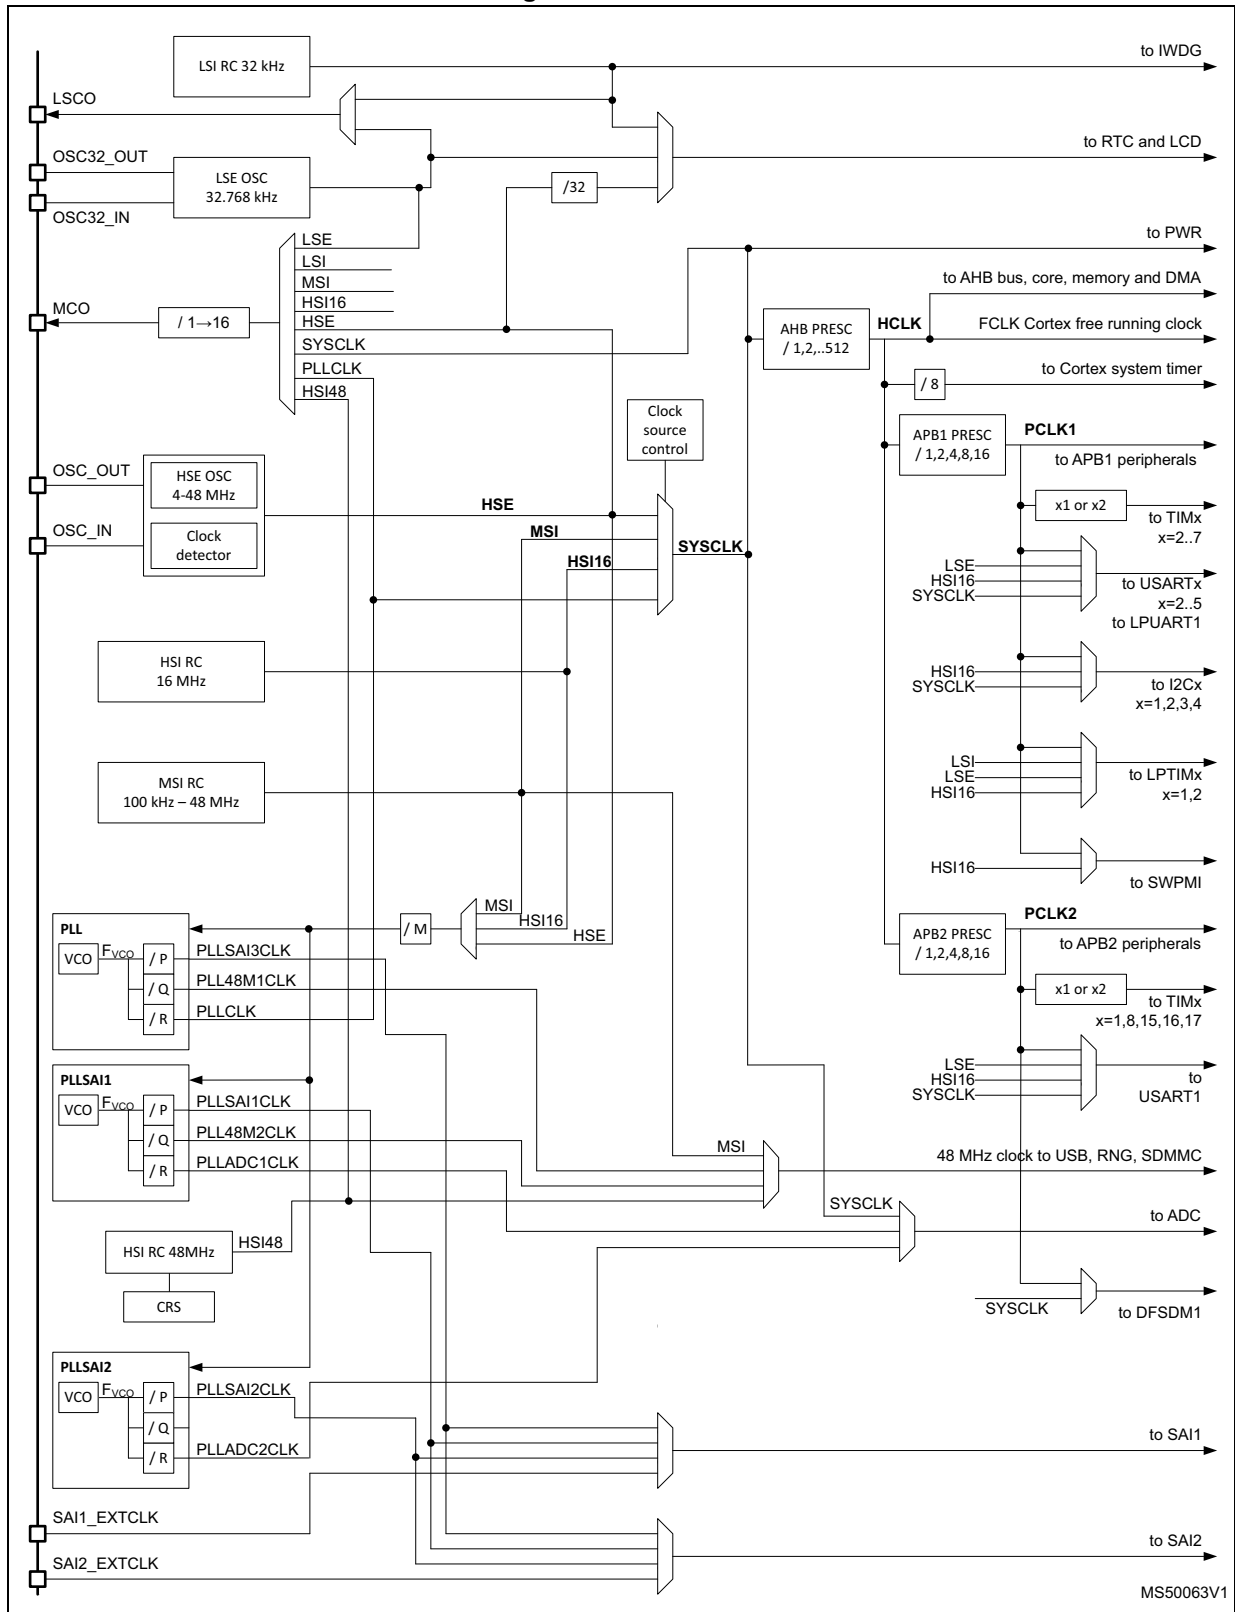 LSI RC 32 kHz
to IWDG
LSCO
OSC32_OUT
to RTC and LCD
LSE OSC
32.768 kHz
/32
OSC32_IN
LSE
to PWR
LSI
MSI
HSI16
HSE
SYSCLK
PLLCLK
HSI48
MCO
/ 1→16
to AHB bus, core, memory and DMA
AHB PRESC
/ 1,2,..512
HCLK
FCLK Cortex free running clock
to Cortex system timer
/ 8
Clock
source
control
APB1 PRESC
/ 1,2,4,8,16
PCLK1
to APB1 peripherals
OSC_OUT
HSE OSC
4-48 MHz
OSC_IN
Clock
detector
HSE
MSI
HSI16
SYSCLK
x1 or x2
to TIMx
x=2..7
LSE
HSI16
SYSCLK
to USARTx
x=2..5
to LPUART1
HSI RC
16 MHz
HSI16
SYSCLK
to I2Cx
x=1,2,3,4
MSI RC
100 kHz – 48 MHz
LSI
LSE
HSI16
to LPTIMx
x=1,2
HSI16
to SWPMI
MSI
HSI16
HSE
/ M
PLL
VCO
FVCO
/ P
/ Q
/ R
PLLSAI3CLK
PLL48M1CLK
PLLCLK
APB2 PRESC
/ 1,2,4,8,16
PCLK2
to APB2 peripherals
x1 or x2
to TIMx
x=1,8,15,16,17
PLLSAI1
VCO
FVCO
/ P
/ Q
/ R
PLLSAI1CLK
PLL48M2CLK
PLLADC1CLK
LSE
HSI16
SYSCLK
to
USART1
MSI
48 MHz clock to USB, RNG, SDMMC
SYSCLK
to ADC
HSI RC 48MHz
HSI48
CRS
SYSCLK
to DFSDM1
PLLSAI2
VCO
FVCO
/ P
/ Q
/ R
PLLSAI2CLK
PLLADC2CLK
to SAI1
SAI1_EXTCLK
to SAI2
SAI2_EXTCLK
MS50063V1